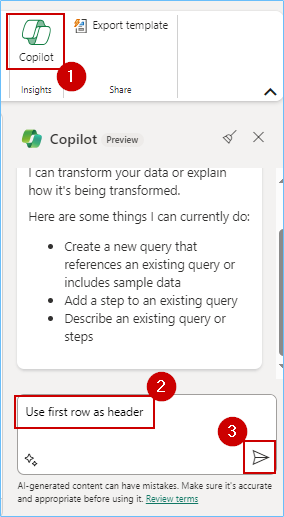 Export template
Copilot
1
Insights
Share
Copilot Preview
I can transform your data or explain
how it's being transformed.
Here are some things I can currently do:
• Create a new query that
references an existing query or
includes sample data
• Add a step to an existing query
• Describe an existing query or
steps
2
Use first row as header
3
AI-generated content can have mistakes. Make sure it's accurate
and appropriate before using it. Review terms